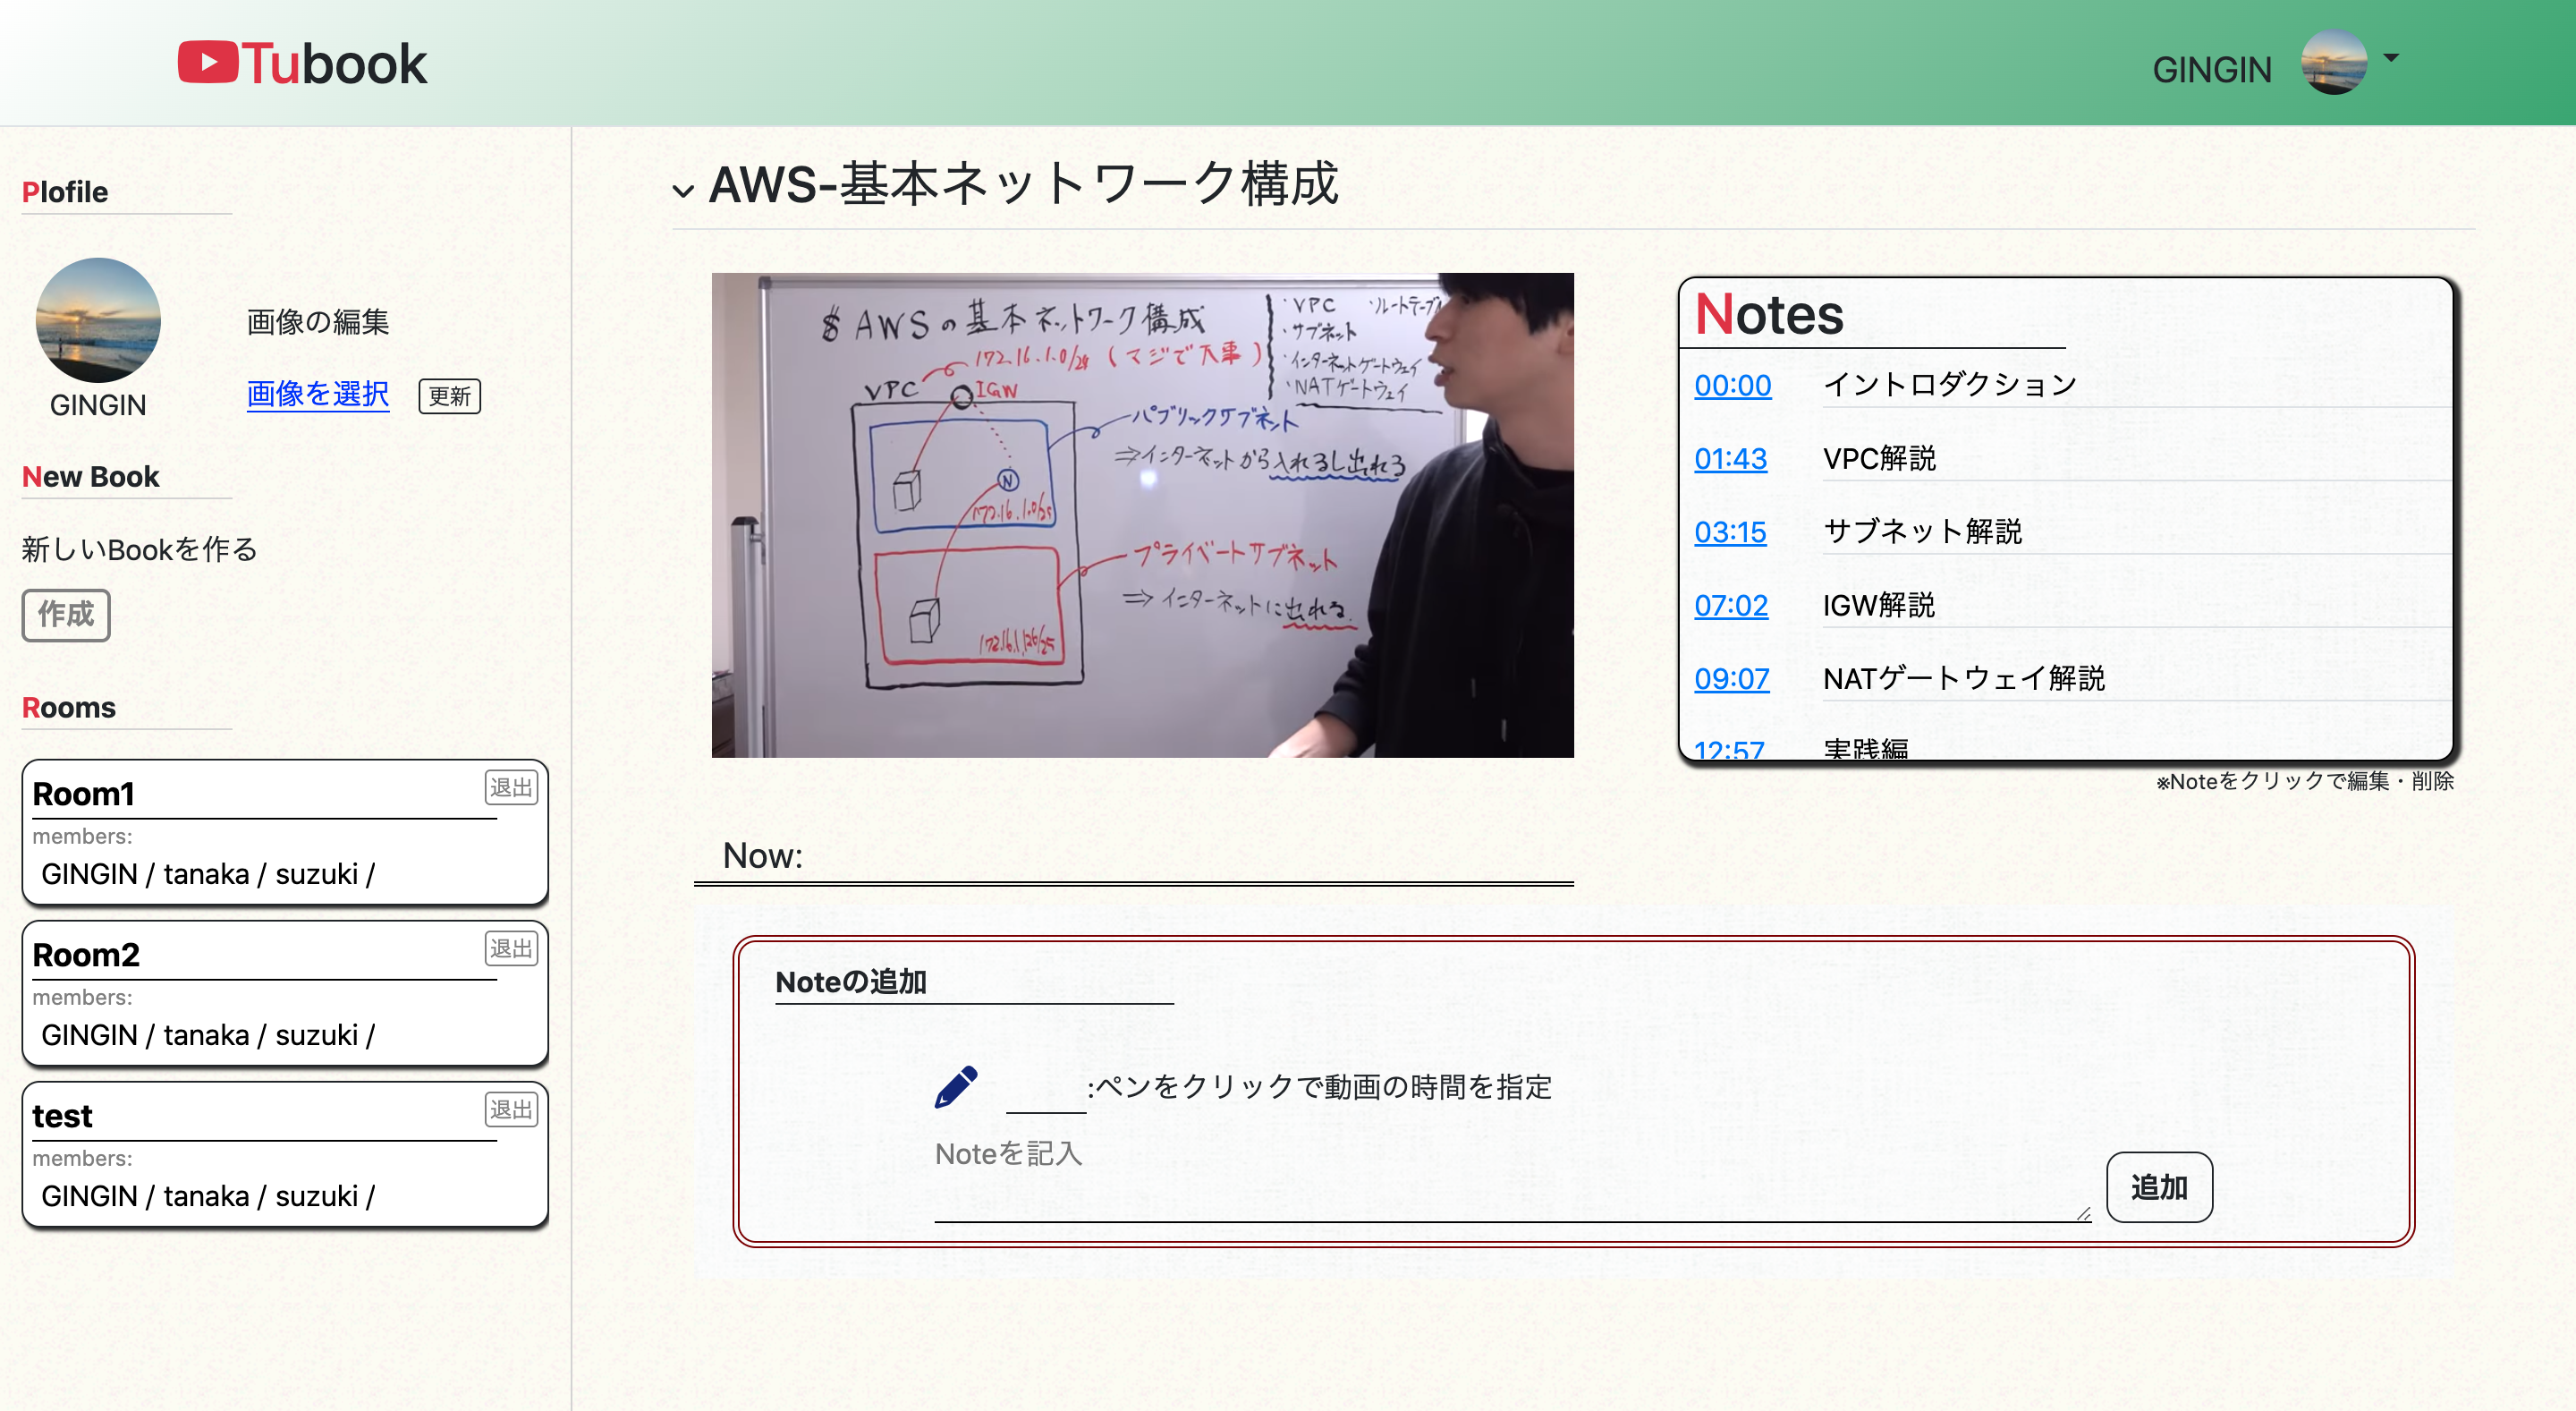 Tubook
GINGIN
Plofile
画像の編集
画像を選択
更新
GINGIN
New Book
新しいBookを作る
作成
Rooms
Room1
退出
members:
GINGIN / tanaka / suzuki /
Room2
退出
members:
GINGIN / tanaka / suzuki /
test
退出
members:
GINGIN / tanaka / suzuki /
AWS-基本ネットワーク構成
$ AWSの基本ネットワーク構成
172.16.1.0/24 (マジで大事)
・VPC
・ルートテーブル
・サブネット
・インターネットゲートウェイ
・NATゲートウェイ
VPC
IGW
パブリックサブネット
⇒インターネットから入れるし出れる
N
172.16.1.0/25
プライベートサブネット
⇒インターネットに出れる.
Notes
00:00 イントロダクション
01:43 VPC解説
03:15 サブネット解説
07:02 IGW解説
09:07 NATゲートウェイ解説
12:57 実践編
※Noteをクリックで編集・削除
Now:
Noteの追加
:ペンをクリックで動画の時間を指定
Noteを記入
追加